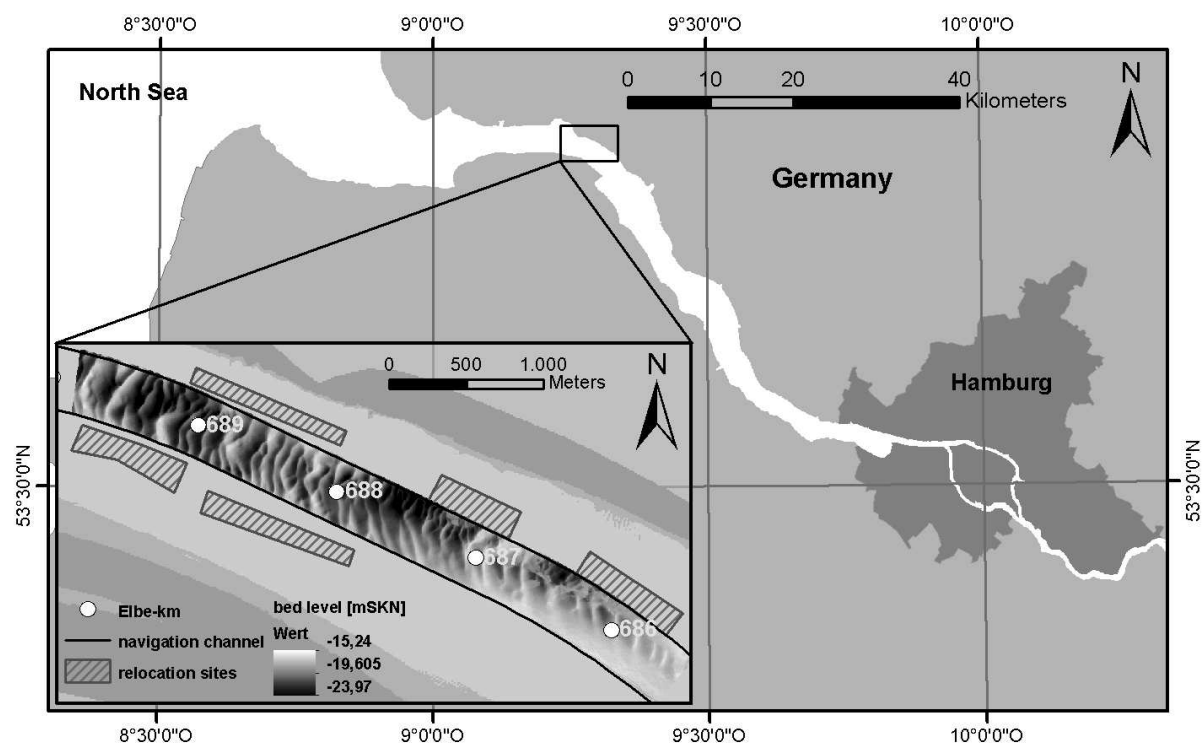 8°30'0"O 9°0'0"O 9°30'0"O 10°0'0"O
North Sea
0 10 20 40
Kilometers
N
Germany
Hamburg
53°30'0"N
53°30'0"N
0 500 1.000
Meters
N
689
688
687
686
Elbe-km
navigation channel
relocation sites
bed level [mSKN]
Wert
-15,24
-19,605
-23,97
8°30'0"O 9°0'0"O 9°30'0"O 10°0'0"O